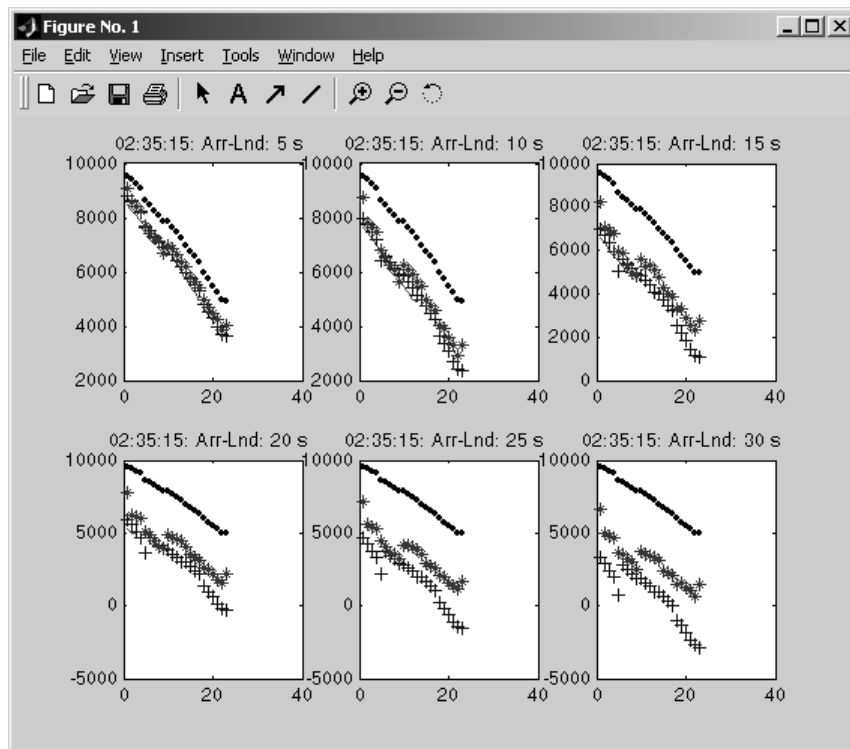 Figure No. 1
File Edit View Insert Tools Window Help
A
02:35:15: Arr-Lnd: 5 s
10000
8000
6000
4000
2000
0 20 40
02:35:15: Arr-Lnd: 10 s
10000
8000
6000
4000
2000
0 20 40
02:35:15: Arr-Lnd: 15 s
10000
8000
6000
4000
2000
0
0 20 40
02:35:15: Arr-Lnd: 20 s
10000
5000
0
-5000
0 20 40
02:35:15: Arr-Lnd: 25 s
10000
5000
0
-5000
0 20 40
02:35:15: Arr-Lnd: 30 s
10000
5000
0
-5000
0 20 40